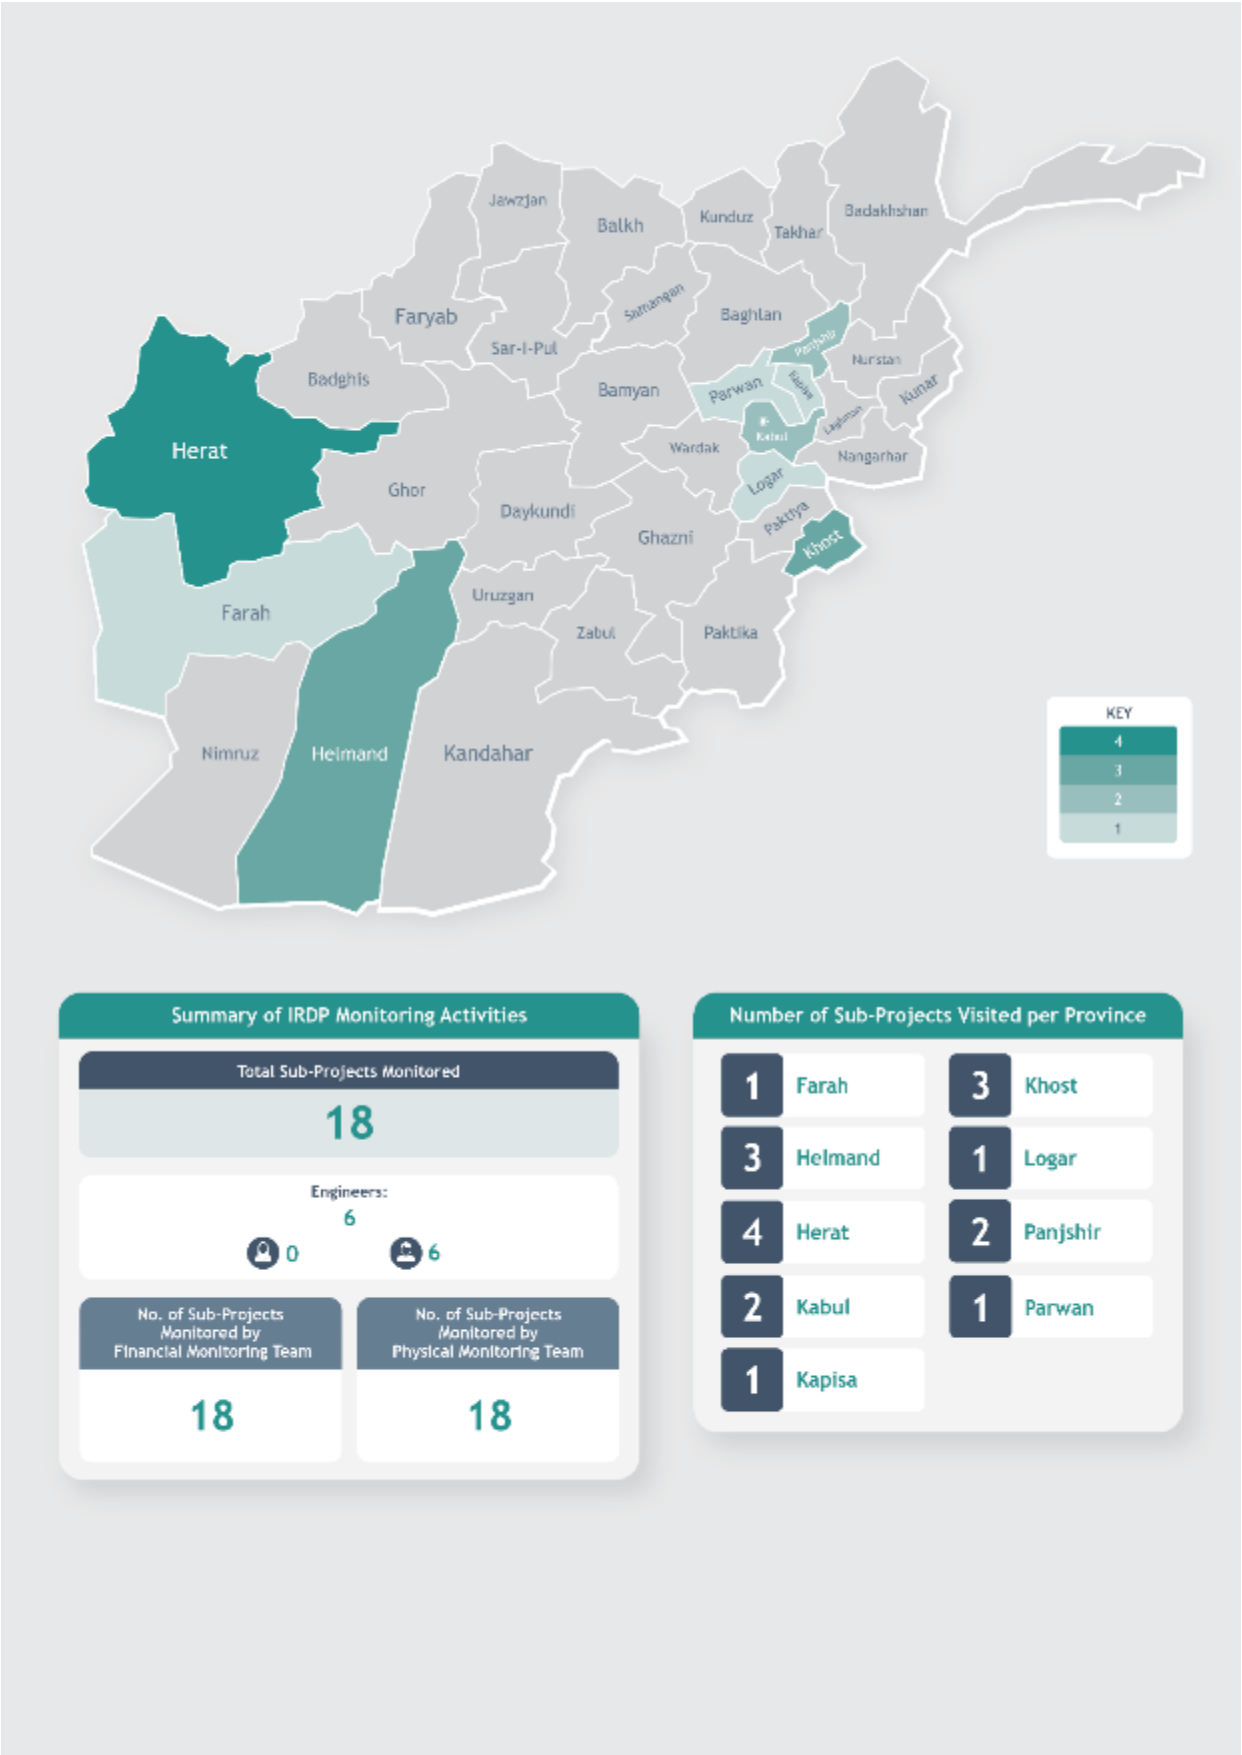 Jawzjan
Balkh
Kunduz
Takhar
Badakhshan
Faryab
Samangan
Baghlan
Sar-I-Pul
Panjshir
Nuristan
Badghis
Bamyan
Parwan
Kapisa
Kunar
Laghman
Kabul
Herat
Wardak
Nangarhar
Ghor
Logar
Daykundi
Paktiya
Ghazni
Khost
Uruzgan
Farah
Zabul
Paktika
Nimruz
Helmand
Kandahar
KEY
4
3
2
1
Summary of IRDP Monitoring Activities
Total Sub-Projects Monitored
18
Engineers:
6
0 6
No. of Sub-Projects
Monitored by
Financial Monitoring Team
18
No. of Sub-Projects
Monitored by
Physical Monitoring Team
18
Number of Sub-Projects Visited per Province
1 Farah
3 Helmand
4 Herat
2 Kabul
1 Kapisa
3 Khost
1 Logar
2 Panjshir
1 Parwan